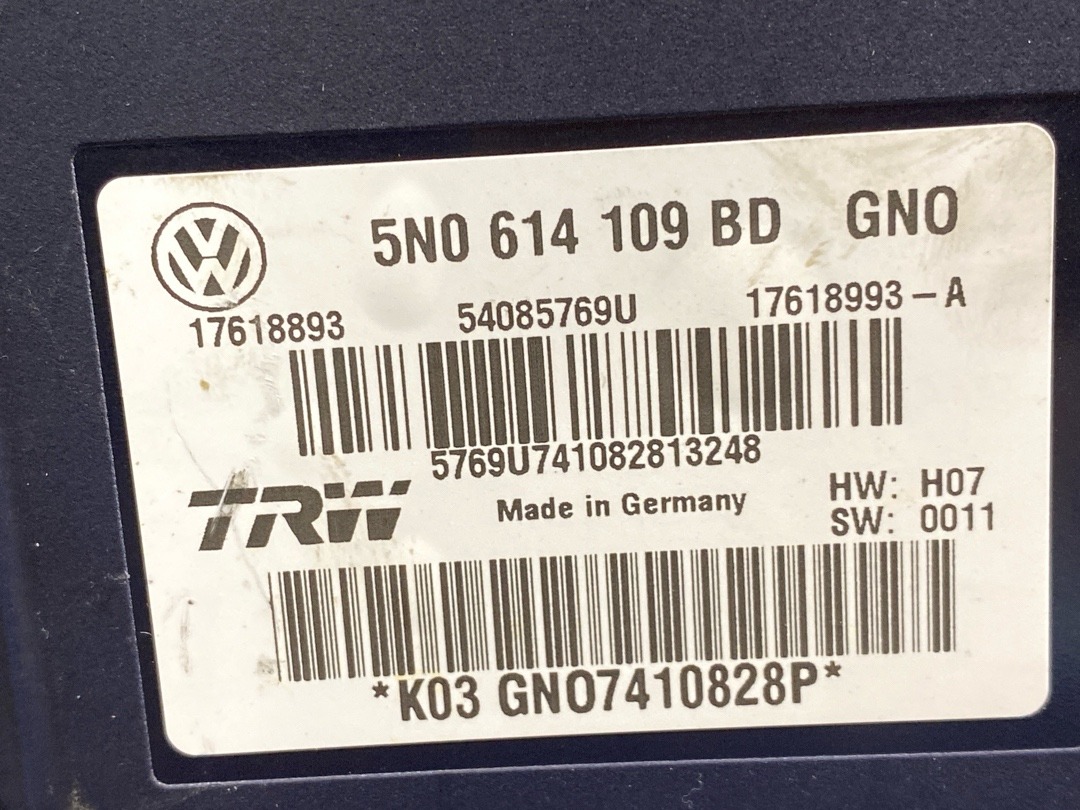 5N0 614 109 BD GNO
17618893 54085769U 17618993-A
5769U741082813248
TRW Made in Germany HW: H07
SW: 0011
*K03 GNO7410828P*